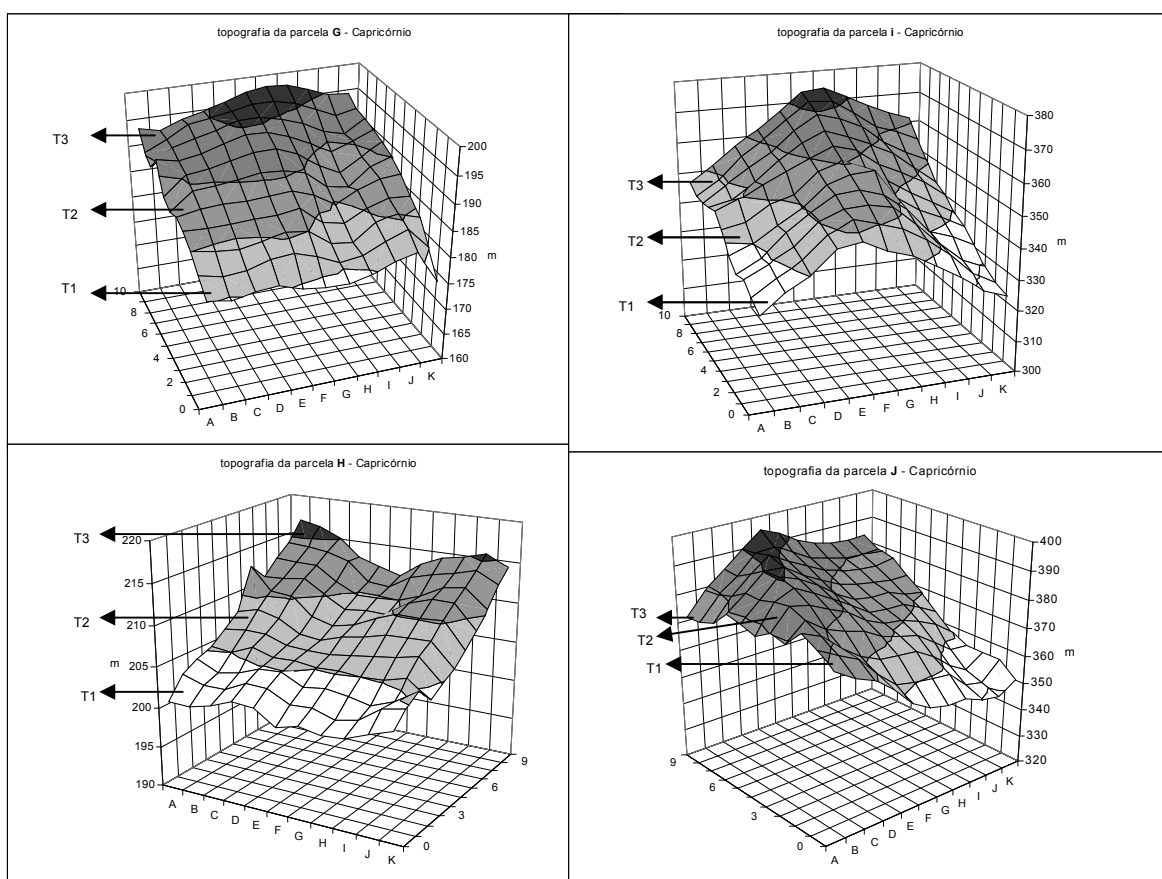 topografia da parcela G - Capricórnio
T3
T2
T1
10
8
6
4
2
0
A B C D E F G H I J K
200
195
190
185
180
175
170
165
160
m
topografia da parcela i - Capricórnio
T3
T2
T1
10
8
6
4
2
0
A B C D E F G H I J K
380
370
360
350
340
330
320
310
300
m
topografia da parcela H - Capricórnio
T3
T2
T1
220
215
210
205
200
195
190
m
A B C D E F G H I J K
9
6
3
0
topografia da parcela J - Capricórnio
T3
T2
T1
9
6
3
0
A B C D E F G H I J K
400
390
380
370
360
350
340
330
320
m